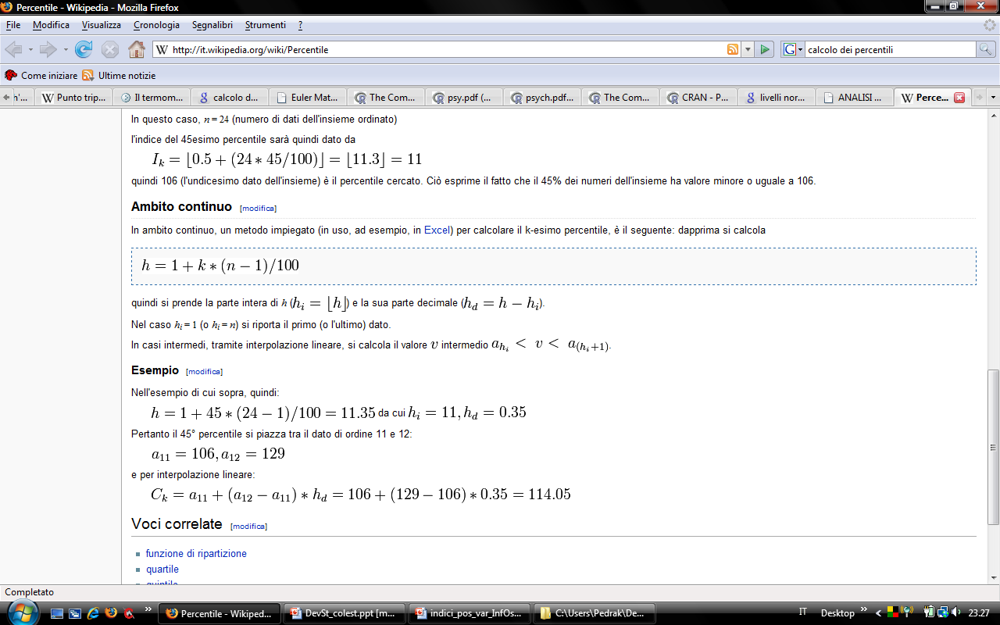 Percentile - Wikipedia - Mozilla Firefox
File Modifica Visualizza Cronologia Segnalibri Strumenti ?
W http://it.wikipedia.org/wiki/Percentile G calcolo dei percentili
Come iniziare Ultime notizie
h'... W Punto trip... Il termom... g calcolo d... Euler Mat... The Com... psy.pdf (... psych.pdf... The Com... CRAN - P... g livelli nor... ANALISI ... W Perce...
In questo caso, n = 24 (numero di dati dell'insieme ordinato)
l'indice del 45esimo percentile sarà quindi dato da
I_k = ⌊0.5 + (24 * 45/100)⌋ = ⌊11.3⌋ = 11
quindi 106 (l'undicesimo dato dell'insieme) è il percentile cercato. Ciò esprime il fatto che il 45% dei numeri dell'insieme ha valore minore o uguale a 106.
Ambito continuo [modifica]
In ambito continuo, un metodo impiegato (in uso, ad esempio, in Excel) per calcolare il k-esimo percentile, è il seguente: dapprima si calcola
h = 1 + k * (n − 1)/100
quindi si prende la parte intera di h (h_i = ⌊h⌋) e la sua parte decimale (h_d = h − h_i).
Nel caso h_i = 1 (o h_i = n) si riporta il primo (o l'ultimo) dato.
In casi intermedi, tramite interpolazione lineare, si calcola il valore v intermedio a_{h_i} < v < a_{(h_i+1)}.
Esempio [modifica]
Nell'esempio di cui sopra, quindi:
h = 1 + 45 * (24 − 1)/100 = 11.35 da cui h_i = 11, h_d = 0.35
Pertanto il 45° percentile si piazza tra il dato di ordine 11 e 12:
a_11 = 106, a_12 = 129
e per interpolazione lineare:
C_k = a_11 + (a_12 − a_11) * h_d = 106 + (129 − 106) * 0.35 = 114.05
Voci correlate [modifica]
funzione di ripartizione
quartile
quintile
Completato
Percentile - Wikiped... DevSt_colest.ppt [m... indici_pos_var_InfOs... C:\Users\Pedrak\De... IT Desktop » 23.27